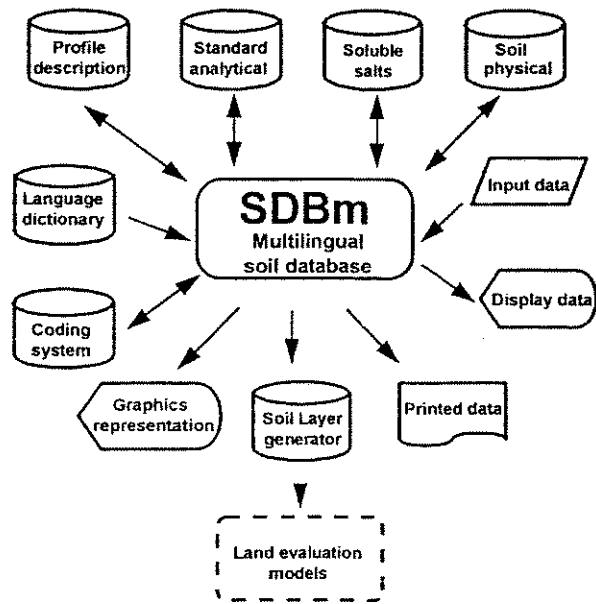 Profile
description
Standard
analytical
Soluble
salts
Soil
physical
Language
dictionary
SDBm
Multilingual
soil database
Input data
Display data
Coding
system
Graphics
representation
Soil Layer
generator
Printed data
Land evaluation
models